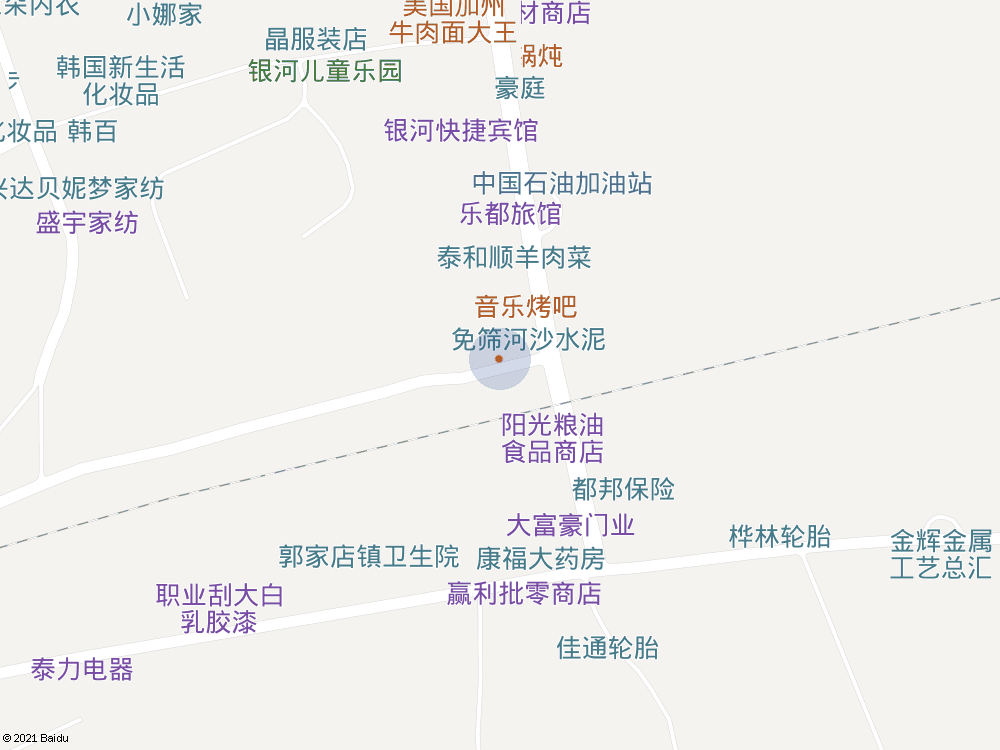 内衣
小娜家
美国加州
牛肉面大王
材商店
晶服装店
锅炖
韩国新生活
化妆品
银河儿童乐园
豪庭
化妆品 韩百
银河快捷宾馆
兴达贝妮梦家纺
中国石油加油站
盛宇家纺
乐都旅馆
泰和顺羊肉菜
音乐烤吧
免筛河沙水泥
阳光粮油
食品商店
都邦保险
大富豪门业
桦林轮胎
金辉金属
工艺总汇
郭家店镇卫生院
康福大药房
职业刮大白
乳胶漆
赢利批零商店
佳通轮胎
泰力电器
© 2021 Baidu